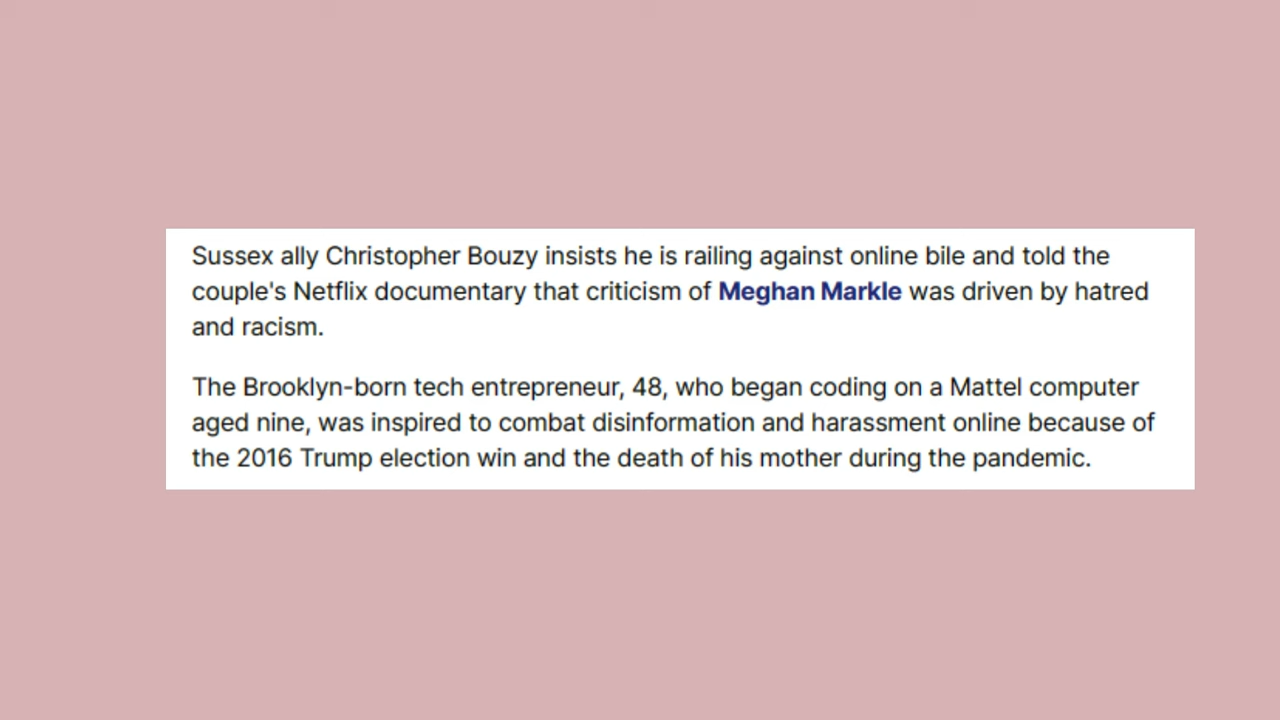 Sussex ally Christopher Bouzy insists he is railing against online bile and told the
couple's Netflix documentary that criticism of Meghan Markle was driven by hatred
and racism.
The Brooklyn-born tech entrepreneur, 48, who began coding on a Mattel computer
aged nine, was inspired to combat disinformation and harassment online because of
the 2016 Trump election win and the death of his mother during the pandemic.